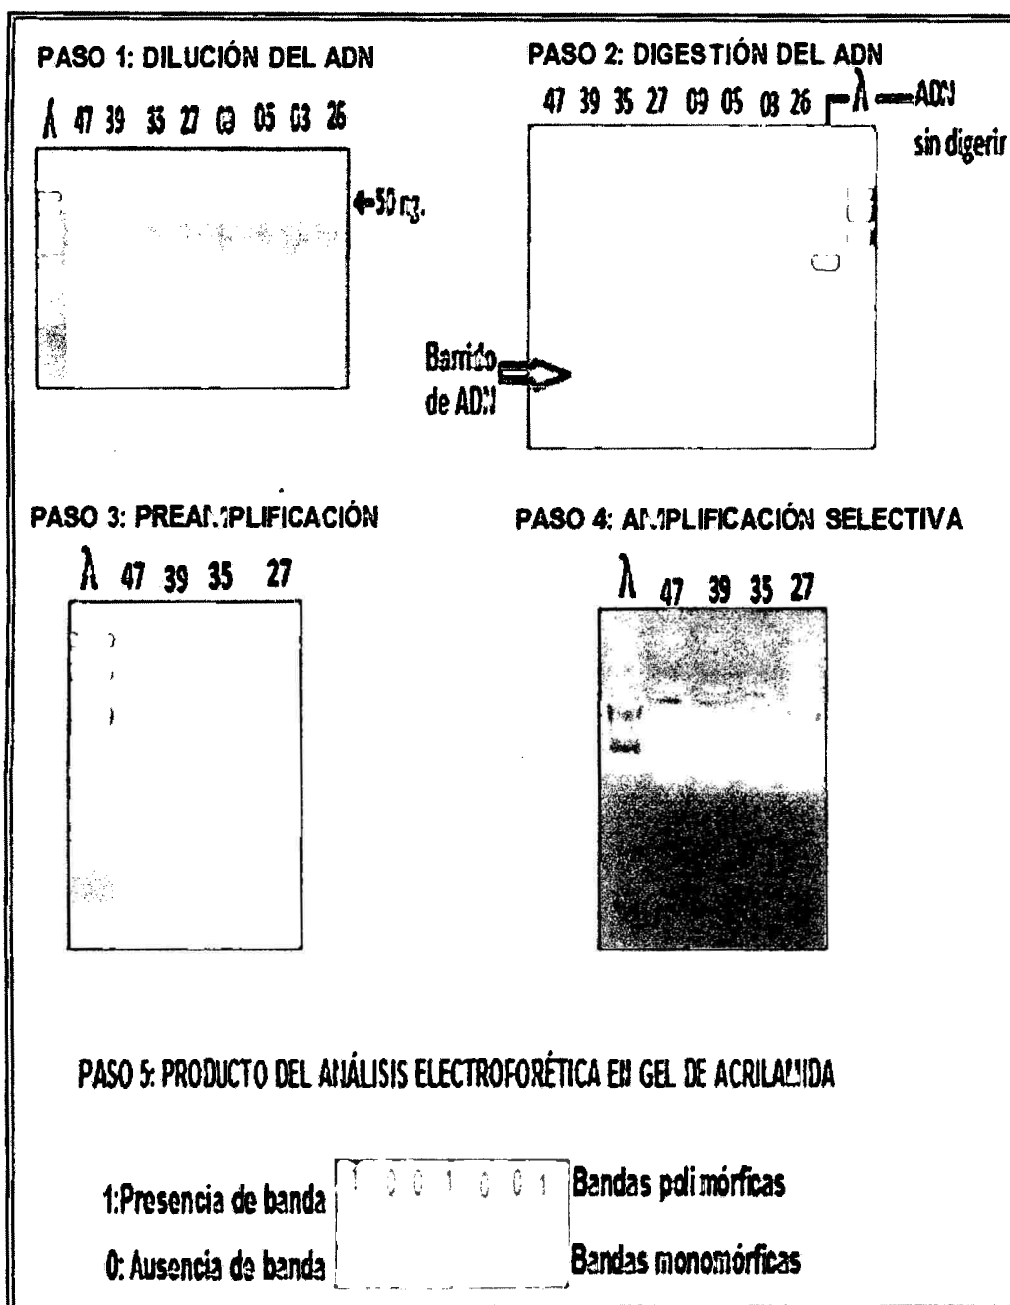 PASO 1: DILUCIÓN DEL ADN
λ 47 39 35 27 09 05 03 26
←50 ng.
PASO 2: DIGESTIÓN DEL ADN
47 39 35 27 09 05 03 26 λ ADN
sin digerir
Barrido
de ADN
PASO 3: PREAMPLIFICACIÓN
λ 47 39 35 27
PASO 4: AMPLIFICACIÓN SELECTIVA
λ 47 39 35 27
PASO 5: PRODUCTO DEL ANÁLISIS ELECTROFORÉTICA EN GEL DE ACRILAMIDA
1:Presencia de banda 1 0 0 1 0 0 1 Bandas polimórficas
0: Ausencia de banda Bandas monomórficas